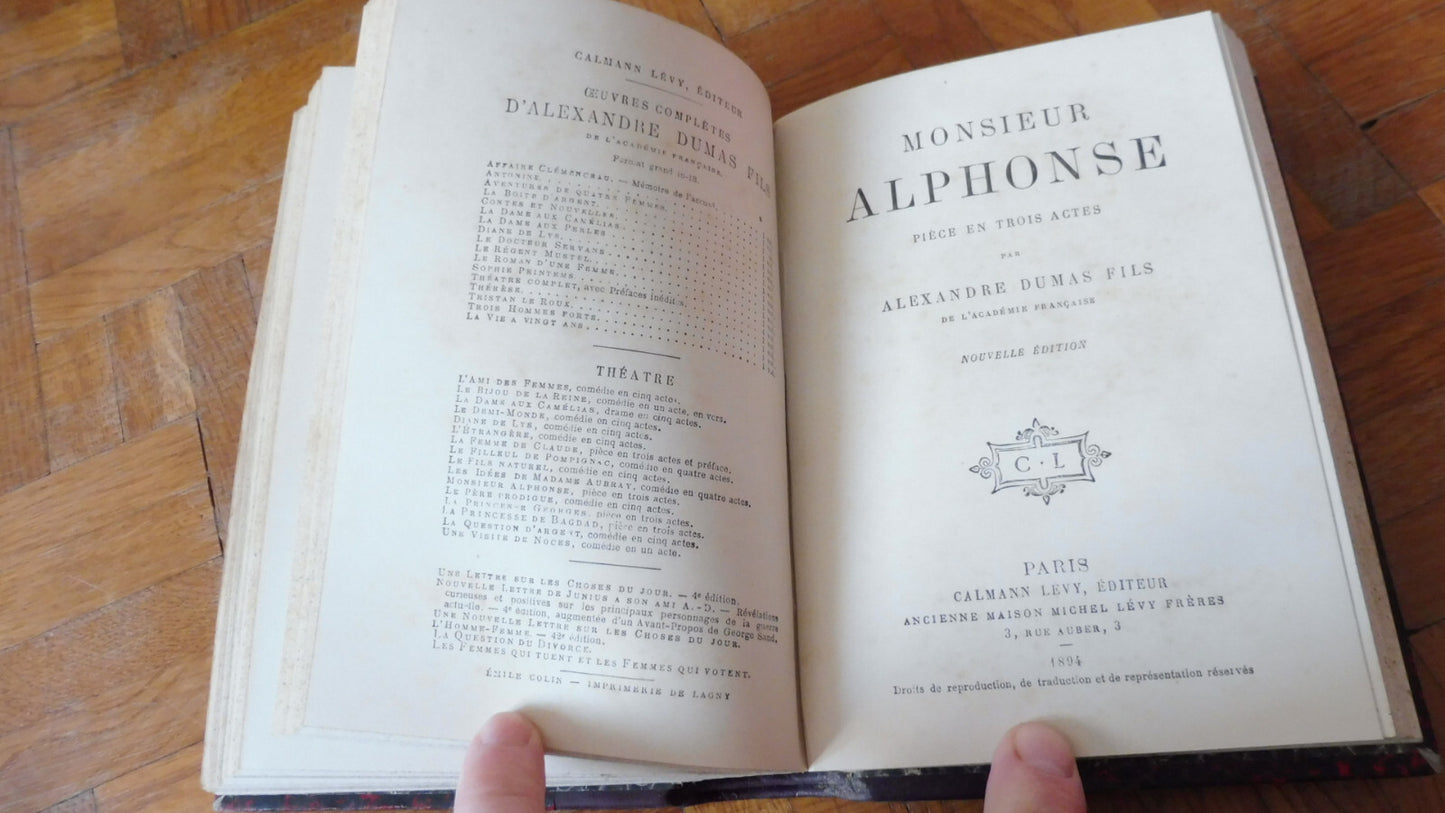 CALMANN LÉVY, ÉDITEUR
ŒUVRES COMPLÈTES
D'ALEXANDRE DUMAS FILS
DE L'ACADÉMIE FRANÇAISE.
Format grand in-18.
AFFAIRE CLÉMENCEAU. — Mémoire de l'accusé
ANTONINE
AVENTURES DE QUATRE FEMMES
LA BOITE D'ARGENT
CONTES ET NOUVELLES
LA DAME AUX CAMÉLIAS
LA DAME AUX PERLES
DIANE DE LYS
LE DOCTEUR SERVANS
LE RÉGENT MUSTEL
LE ROMAN D'UNE FEMME
SOPHIE PRINTEMS
THÉATRE COMPLET, avec Préfaces inédites
THÉRÈSE
TRISTAN LE ROUX
TROIS HOMMES FORTS
LA VIE A VINGT ANS
THÉATRE
L'AMI DES FEMMES, comédie en cinq actes.
LE BIJOU DE LA REINE, comédie en un acte, en vers.
LA DAME AUX CAMÉLIAS, drame en cinq actes.
LE DEMI-MONDE, comédie en cinq actes.
DIANE DE LYS, comédie en cinq actes.
L'ÉTRANGÈRE, comédie en cinq actes.
LA FEMME DE CLAUDE, pièce en trois actes et préface.
LE FILLEUL DE POMPIGNAC, comédie en quatre actes.
LE FILS NATUREL, comédie en cinq actes.
LES IDÉES DE MADAME AUBRAY, comédie en quatre actes.
MONSIEUR ALPHONSE, pièce en trois actes.
LE PÈRE PRODIGUE, comédie en cinq actes.
LA PRINCESSE GEORGES, pièce en trois actes.
LA PRINCESSE DE BAGDAD, pièce en trois actes.
LA QUESTION D'ARGENT, comédie en cinq actes.
UNE VISITE DE NOCES, comédie en un acte.
UNE LETTRE SUR LES CHOSES DU JOUR. — 4e édition.
NOUVELLE LETTRE DE JUNIUS A SON AMI A.-D. — Révélations
curieuses et positives sur les principaux personnages de la guerre
actuelle. — 4e édition, augmentée d'un Avant-Propos de George Sand.
UNE NOUVELLE LETTRE SUR LES CHOSES DU JOUR.
L'HOMME-FEMME. — 42e édition.
LA QUESTION DU DIVORCE.
LES FEMMES QUI TUENT ET LES FEMMES QUI VOTENT.
ÉMILE COLIN — IMPRIMERIE DE LAGNY
MONSIEUR
ALPHONSE
PIÈCE EN TROIS ACTES
PAR
ALEXANDRE DUMAS FILS
DE L'ACADÉMIE FRANÇAISE
NOUVELLE ÉDITION
C · L
PARIS
CALMANN LÉVY, ÉDITEUR
ANCIENNE MAISON MICHEL LÉVY FRÈRES
3, RUE AUBER, 3
1894
Droits de reproduction, de traduction et de représentation réservés